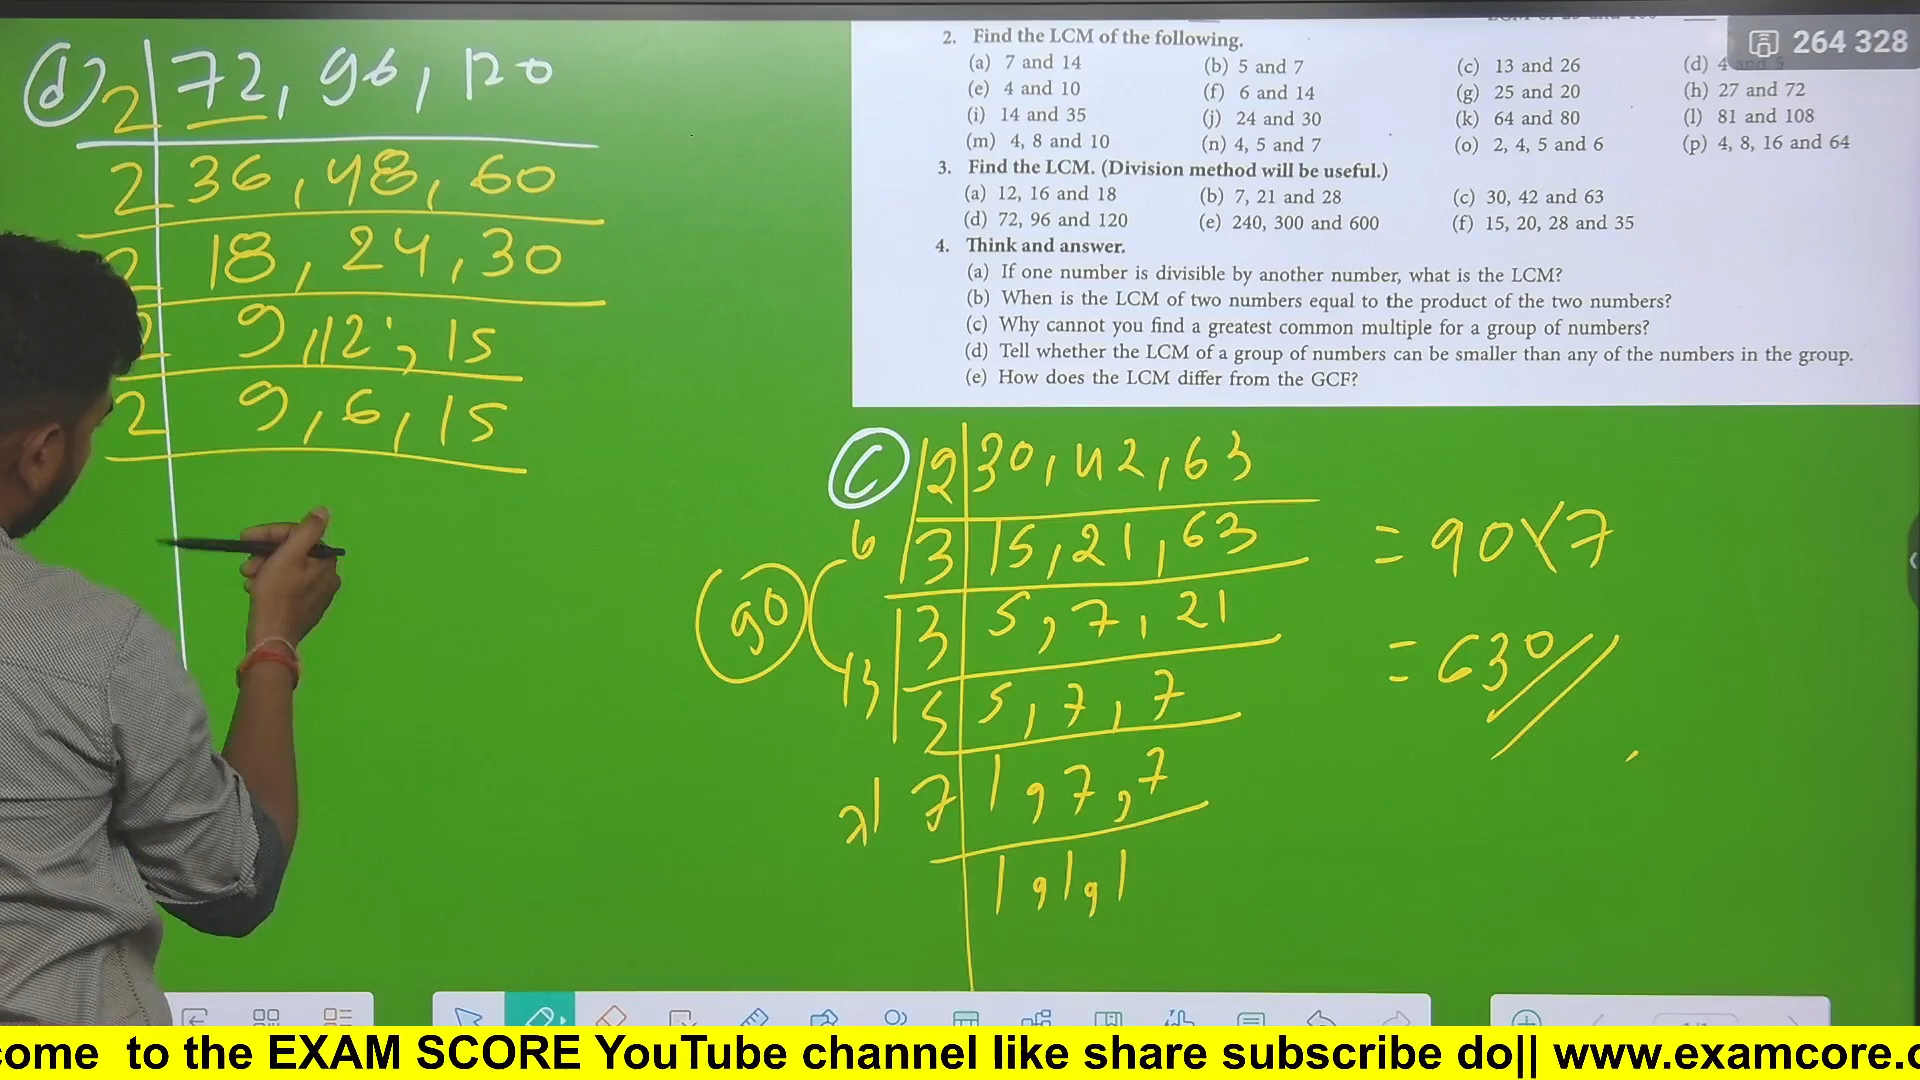 (d) 2 | 72, 96, 120
2 | 36, 48, 60
2 | 18, 24, 30
2 | 9, 12, 15
2 | 9, 6, 15
264 328
2. Find the LCM of the following.
(a) 7 and 14 (b) 5 and 7 (c) 13 and 26 (d) 4 and 5
(e) 4 and 10 (f) 6 and 14 (g) 25 and 20 (h) 27 and 72
(i) 14 and 35 (j) 24 and 30 (k) 64 and 80 (l) 81 and 108
(m) 4, 8 and 10 (n) 4, 5 and 7 (o) 2, 4, 5 and 6 (p) 4, 8, 16 and 64
3. Find the LCM. (Division method will be useful.)
(a) 12, 16 and 18 (b) 7, 21 and 28 (c) 30, 42 and 63
(d) 72, 96 and 120 (e) 240, 300 and 600 (f) 15, 20, 28 and 35
4. Think and answer.
(a) If one number is divisible by another number, what is the LCM?
(b) When is the LCM of two numbers equal to the product of the two numbers?
(c) Why cannot you find a greatest common multiple for a group of numbers?
(d) Tell whether the LCM of a group of numbers can be smaller than any of the numbers in the group.
(e) How does the LCM differ from the GCF?
(c) 2 | 30, 42, 63
6 3 | 15, 21, 63
90 3 | 5, 7, 21
15 5 | 5, 7, 7
7 | 1, 7, 7
1, 1, 1
= 90 × 7
= 630
come to the EXAM SCORE YouTube channel like share subscribe do|| www.examcore.c